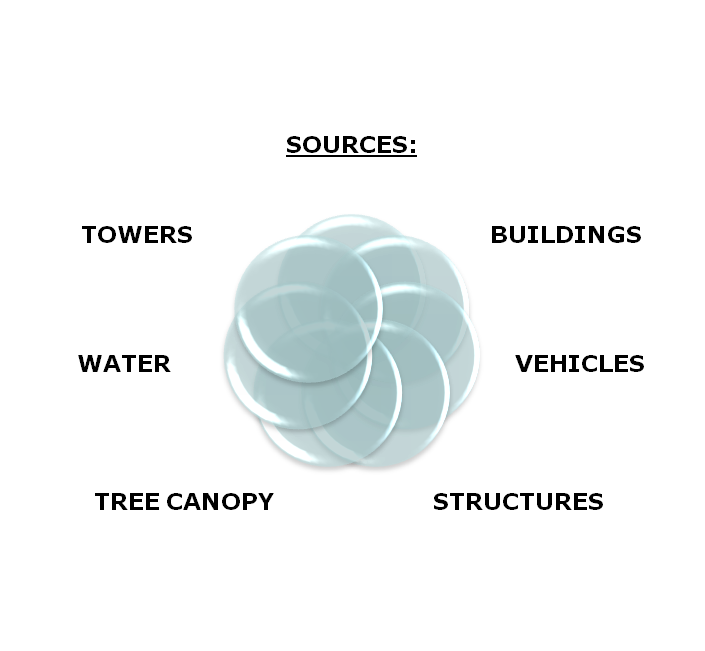 SOURCES:
TOWERS
BUILDINGS
WATER
VEHICLES
TREE CANOPY
STRUCTURES